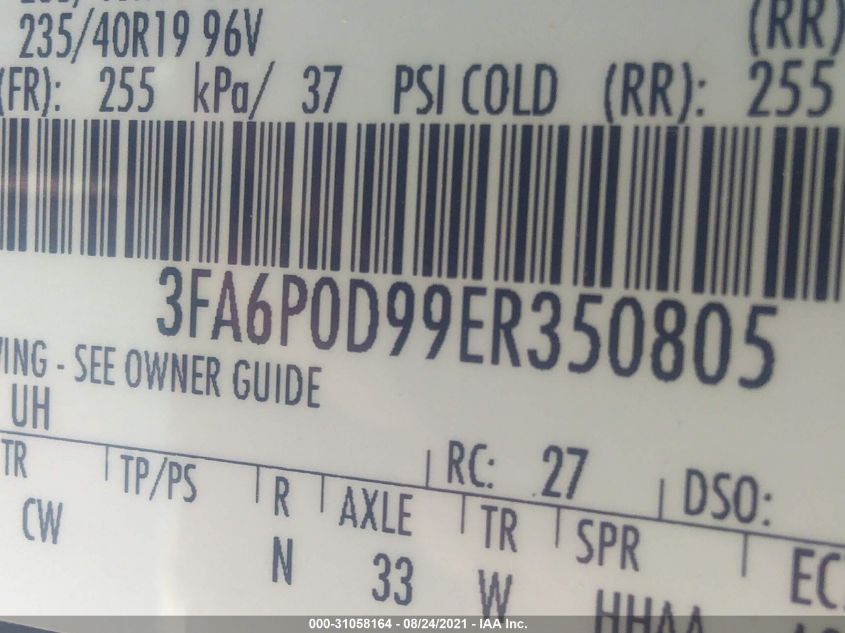 235/40R19 96V
(RR)
(FR): 255 kPa/ 37 PSI COLD (RR): 255
3FA6P0D99ER350805
- SEE OWNER GUIDE
UH
RC: 27 DSO:
TR TP/PS R AXLE TR SPR
CW N 33 W HHAA
000-31058164 - 08/24/2021 - IAA Inc.